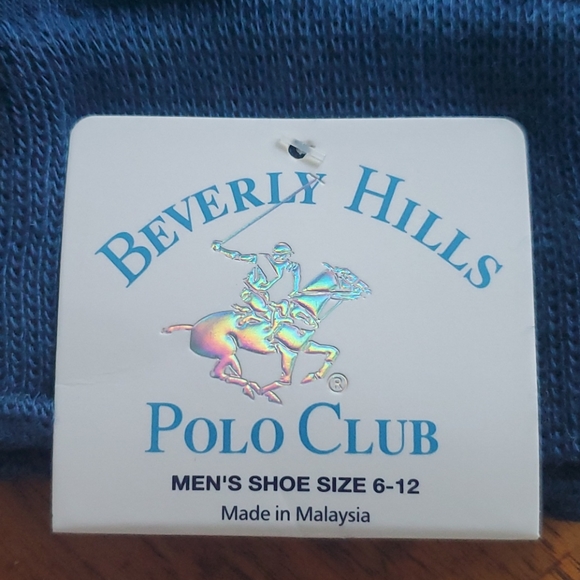 BEVERLY HILLS
®
POLO CLUB
MEN'S SHOE SIZE 6-12
Made in Malaysia